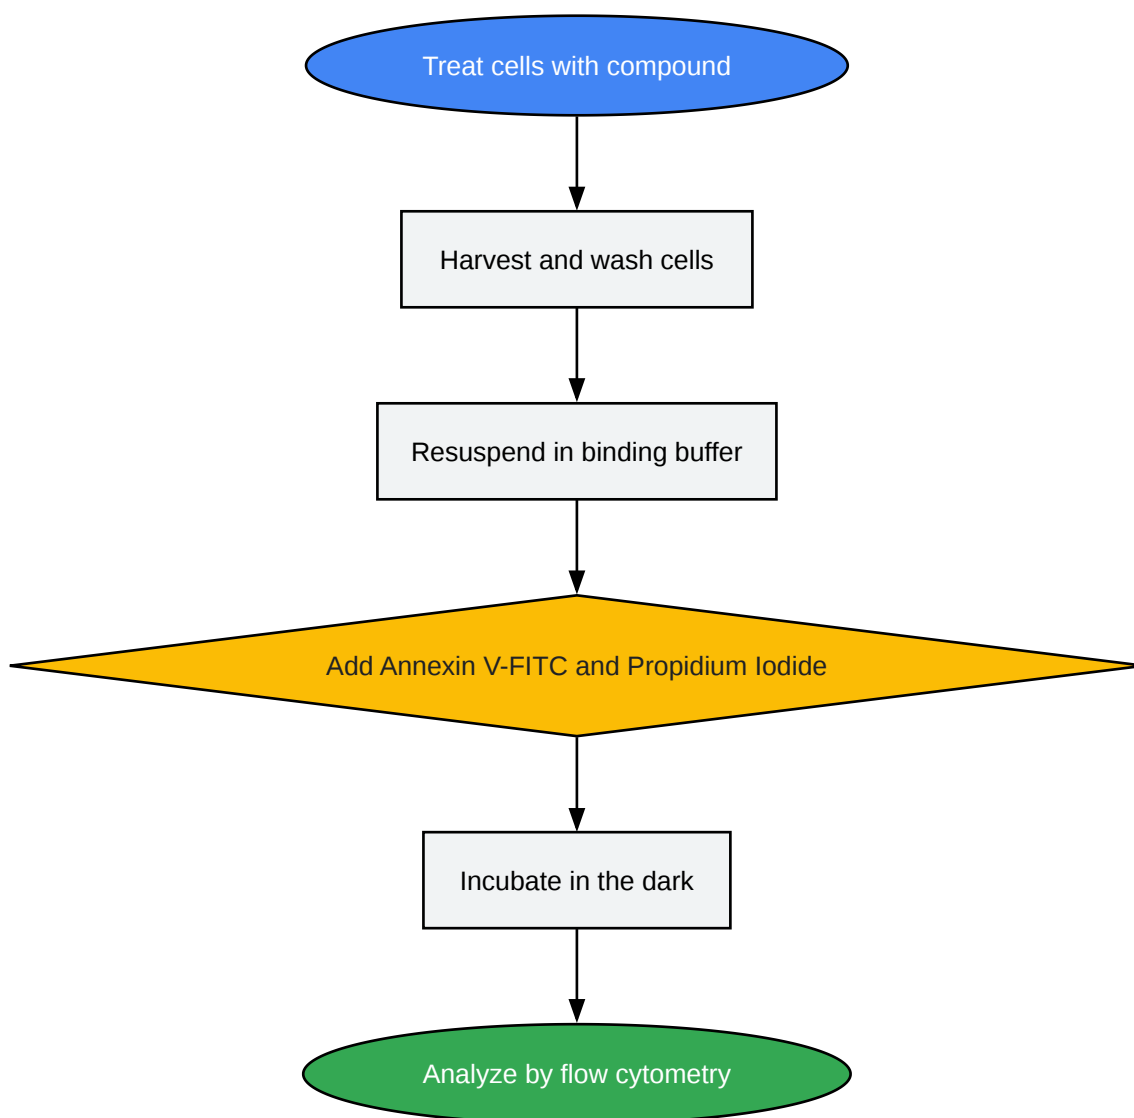 Treat cells with compound
Harvest and wash cells
Resuspend in binding buffer
Add Annexin V-FITC and Propidium Iodide
Incubate in the dark
Analyze by flow cytometry